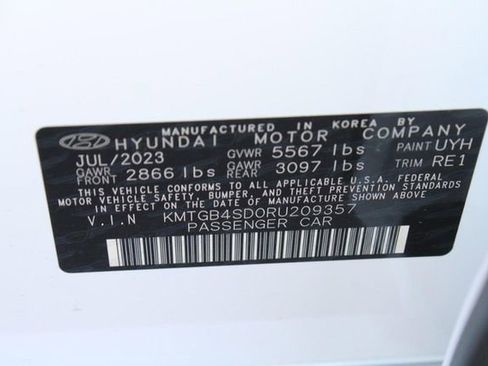 MANUFACTURED IN KOREA BY
HYUNDAI MOTOR COMPANY
JUL/2023 GVWR 5567 lbs PAINT UYH
GAWR FRONT 2866 lbs GAWR REAR 3097 lbs TRIM RE1
THIS VEHICLE CONFORMS TO ALL APPLICABLE U.S.A. FEDERAL
MOTOR VEHICLE SAFETY, BUMPER, AND THEFT PREVENTION STANDARDS
IN EFFECT ON THE DATE OF MANUFACTURE SHOWN ABOVE
V.I.N KMTGB4SD0RU209357
PASSENGER CAR